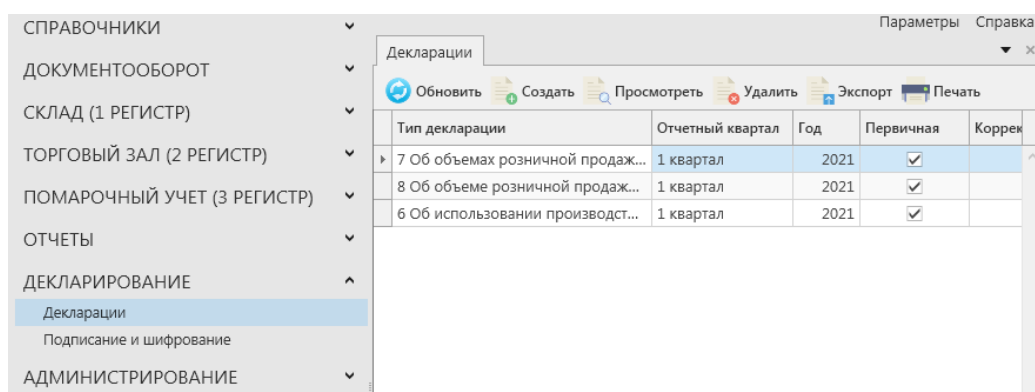 СПРАВОЧНИКИ
ДОКУМЕНТООБОРОТ
СКЛАД (1 РЕГИСТР)
ТОРГОВЫЙ ЗАЛ (2 РЕГИСТР)
ПОМАРОЧНЫЙ УЧЕТ (3 РЕГИСТР)
ОТЧЕТЫ
ДЕКЛАРИРОВАНИЕ
Декларации
Подписание и шифрование
АДМИНИСТРИРОВАНИЕ
Параметры Справка
Декларации
Обновить Создать Просмотреть Удалить Экспорт Печать
Тип декларации Отчетный квартал Год Первичная Коррек
7 Об объемах розничной продаж... 1 квартал 2021
8 Об объеме розничной продаж... 1 квартал 2021
6 Об использовании производст... 1 квартал 2021